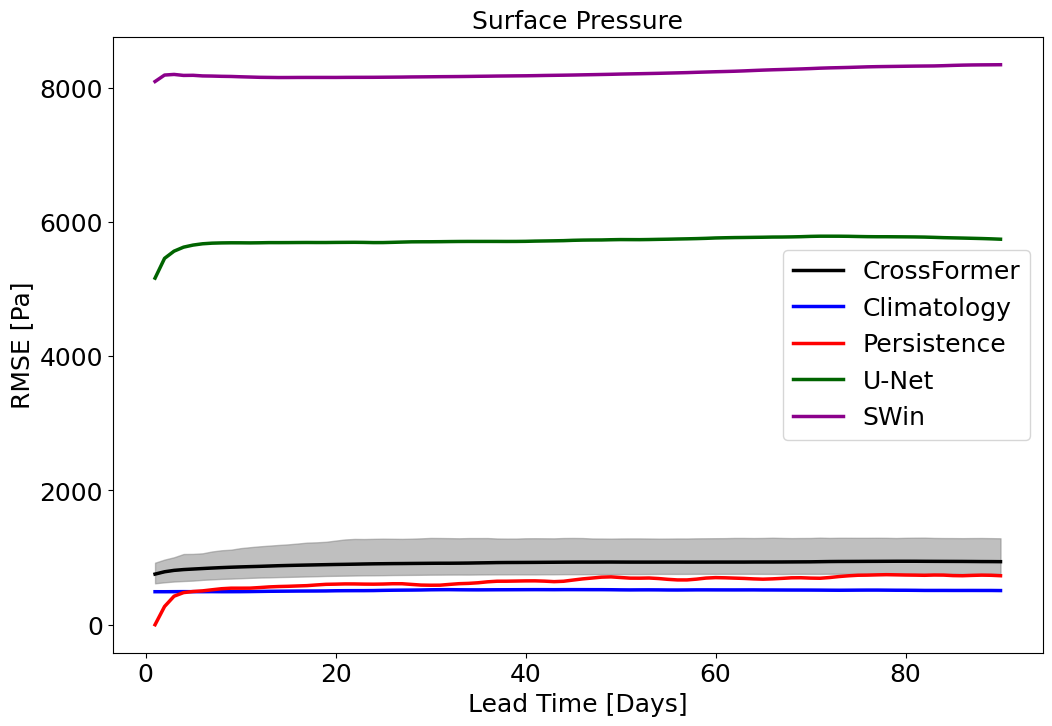 Surface Pressure
RMSE [Pa]
8000
6000
4000
2000
0
CrossFormer
Climatology
Persistence
U-Net
SWin
0 20 40 60 80
Lead Time [Days]